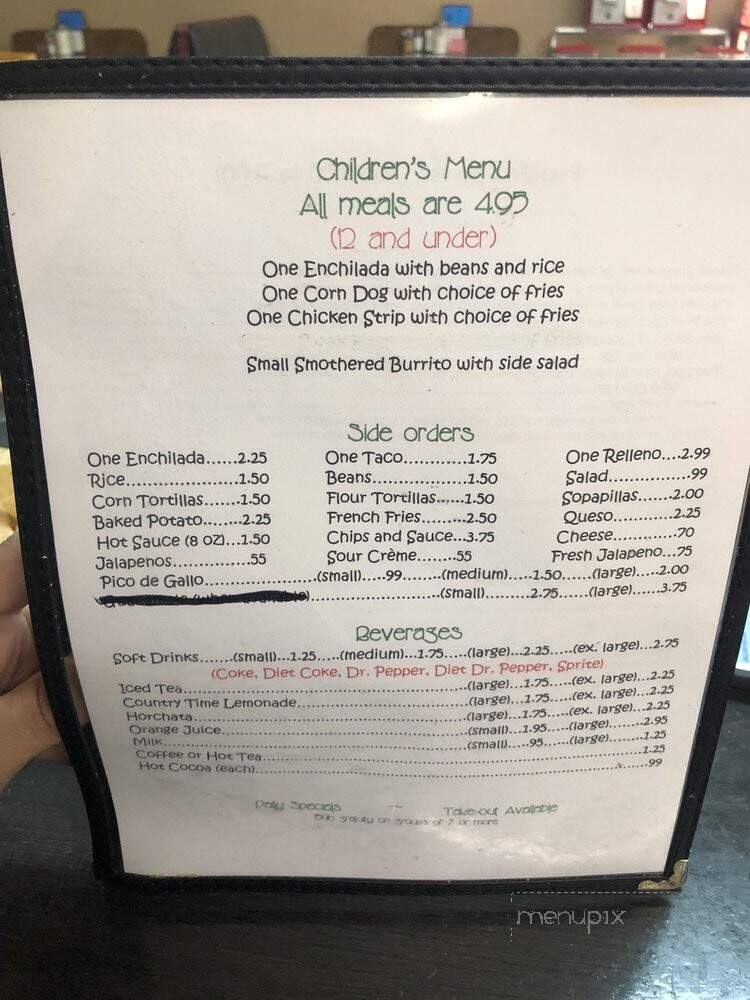 Children's Menu
All meals are 4.95
(12 and under)
One Enchilada with beans and rice
One Corn Dog with choice of fries
One Chicken Strip with choice of fries
Small Smothered Burrito with side salad
Side orders
One Enchilada......2.25 One Taco............1.75 One Relleno....2.99
Rice.....................1.50 Beans..................1.50 Salad...............99
Corn Tortillas.......1.50 Flour Tortillas......1.50 Sopapillas.......2.00
Baked Potato........2.25 French Fries.........2.50 Queso............2.25
Hot Sauce (8 oz)...1.50 Chips and Sauce...3.75 Cheese............70
Jalapenos..............55 Sour Crème.......55 Fresh Jalapeno...75
Pico de Gallo.....................(small).....99........(medium).....1.50......(large)....2.00
........................(small)........2.75......(large)....3.75
Beverages
Soft Drinks.......(small)...1.25.....(medium)...1.75.....(large)...2.25.....(ex. large)...2.75
(Coke, Diet Coke, Dr. Pepper, Diet Dr. Pepper, Sprite)
Iced Tea..........(large)...1.75.....(ex. large)...2.25
Country Time Lemonade..........(large)...1.75.....(ex. large)...2.25
Horchata..........(large)...1.75.....(ex. large)...2.25
Orange Juice..........(small)...1.95......(large)........2.95
Milk..........(small).....95......(large)........1.25
Coffee or Hot Tea..........1.25
Hot Cocoa (each)..........99
Daily Specials — Take-out Available
15% gratuity on groups of 7 or more
menupix